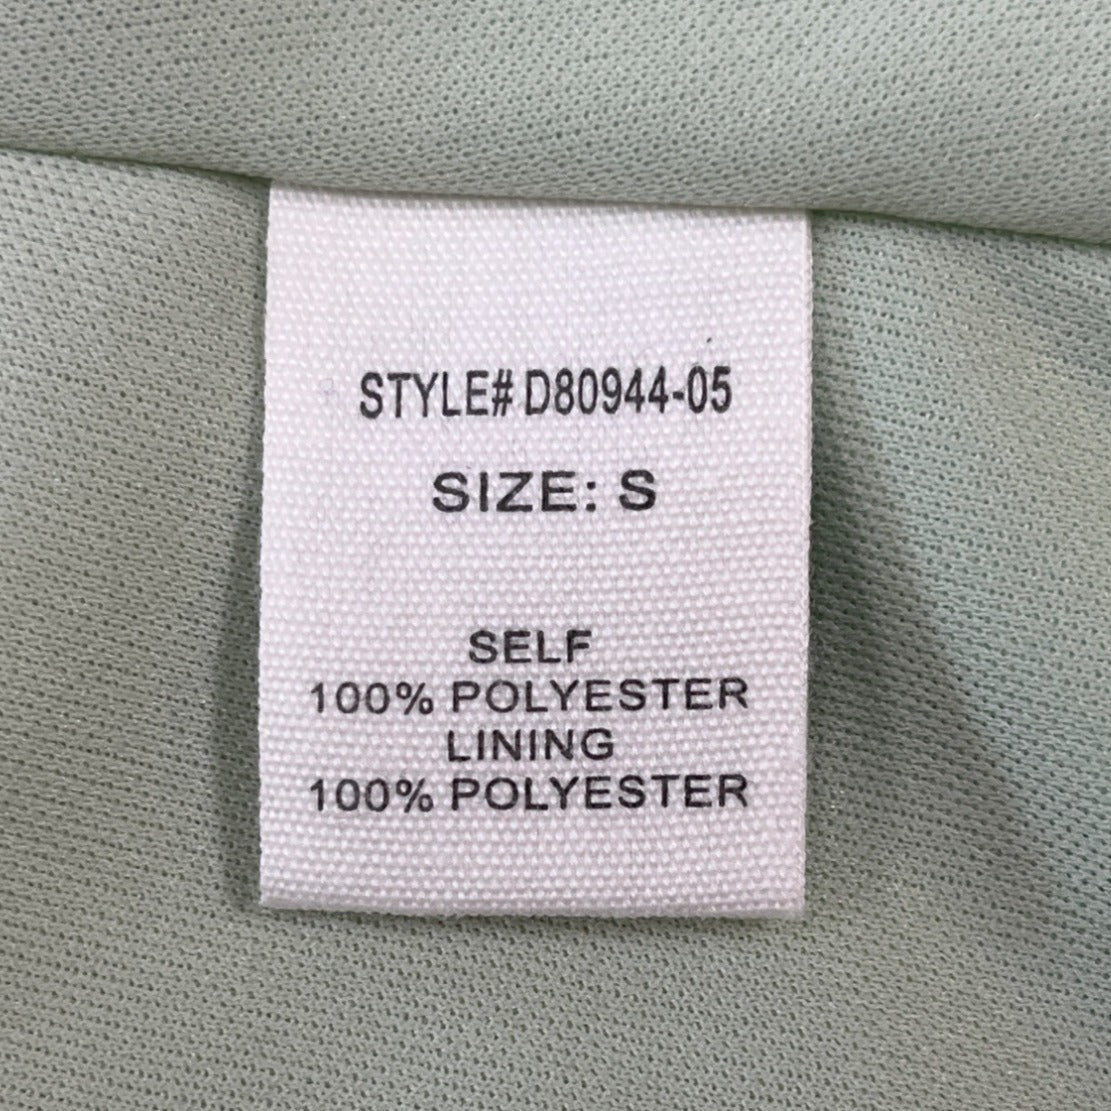 STYLE# D80944-05
SIZE: S
SELF
100% POLYESTER
LINING
100% POLYESTER